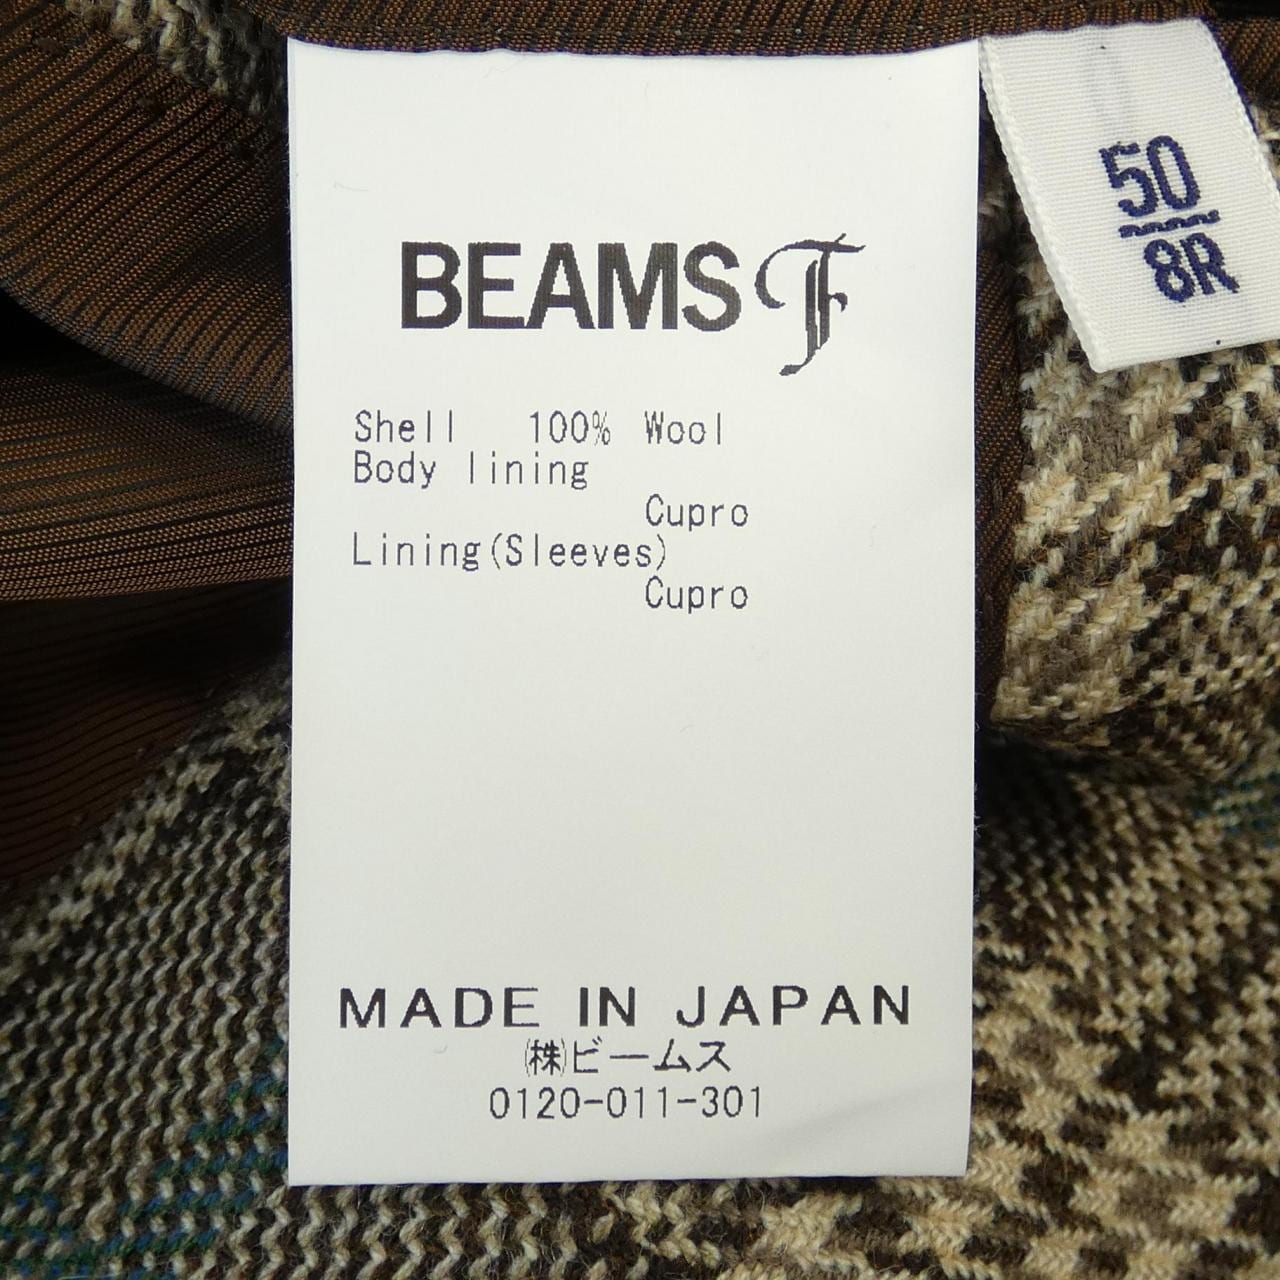 BEAMS F
Shell 100% Wool
Body lining
Cupro
Lining(Sleeves)
Cupro
MADE IN JAPAN
㈱ビームス
0120-011-301
50
8R